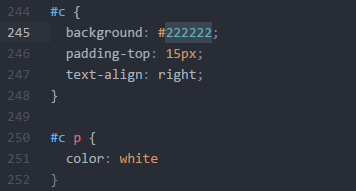 244 #c {
245 background: #222222;
246 padding-top: 15px;
247 text-align: right;
248 }
249
250 #c p {
251 color: white
252 }